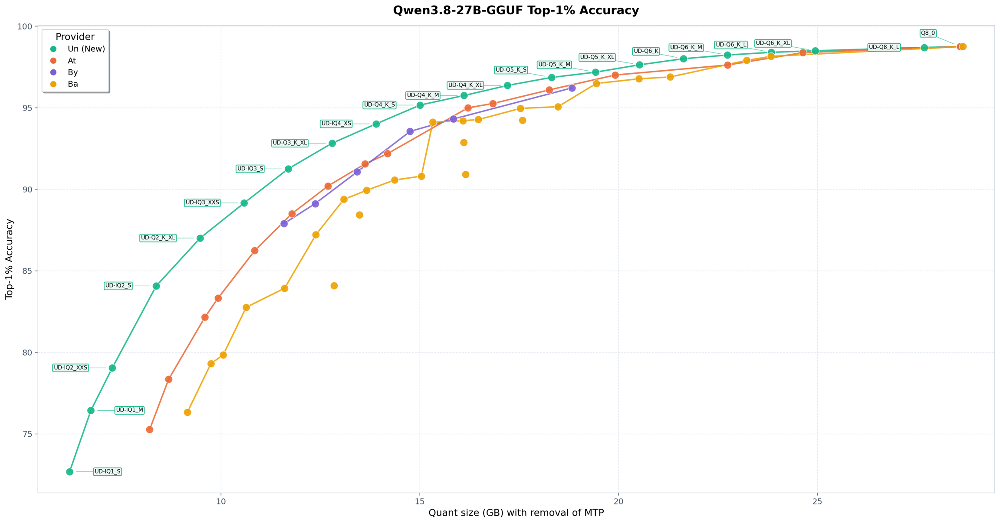 Qwen3.8-27B-GGUF Top-1% Accuracy
Provider
Un (New)
At
By
Ba
100
95
90
85
80
75
Top-1% Accuracy
Q8_0
UD-Q8_K_L
UD-Q6_K_XL
UD-Q6_K_L
UD-Q6_K_M
UD-Q6_K
UD-Q5_K_XL
UD-Q5_K_M
UD-Q5_K_S
UD-Q4_K_XL
UD-Q4_K_M
UD-Q4_K_S
UD-IQ4_XS
UD-Q3_K_XL
UD-IQ3_S
UD-IQ3_XXS
UD-Q2_K_XL
UD-IQ2_S
UD-IQ2_XXS
UD-IQ1_M
UD-IQ1_S
10
15
20
25
Quant size (GB) with removal of MTP